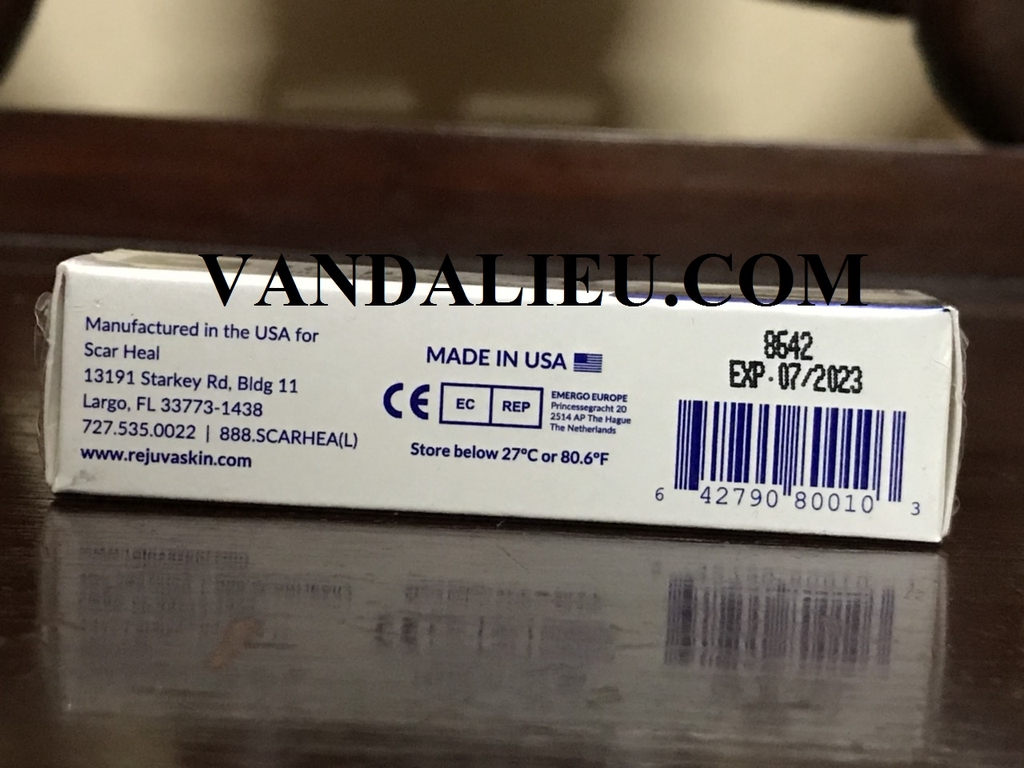 VANDALIEU.COM
Manufactured in the USA for
Scar Heal
13191 Starkey Rd, Bldg 11
Largo, FL 33773-1438
727.535.0022 | 888.SCARHEA(L)
www.rejuvaskin.com
MADE IN USA
CE
EC REP
EMERGO EUROPE
Princessegracht 20
2514 AP The Hague
The Netherlands
Store below 27°C or 80.6°F
8642
EXP·07/2023
6 42790 80010 3